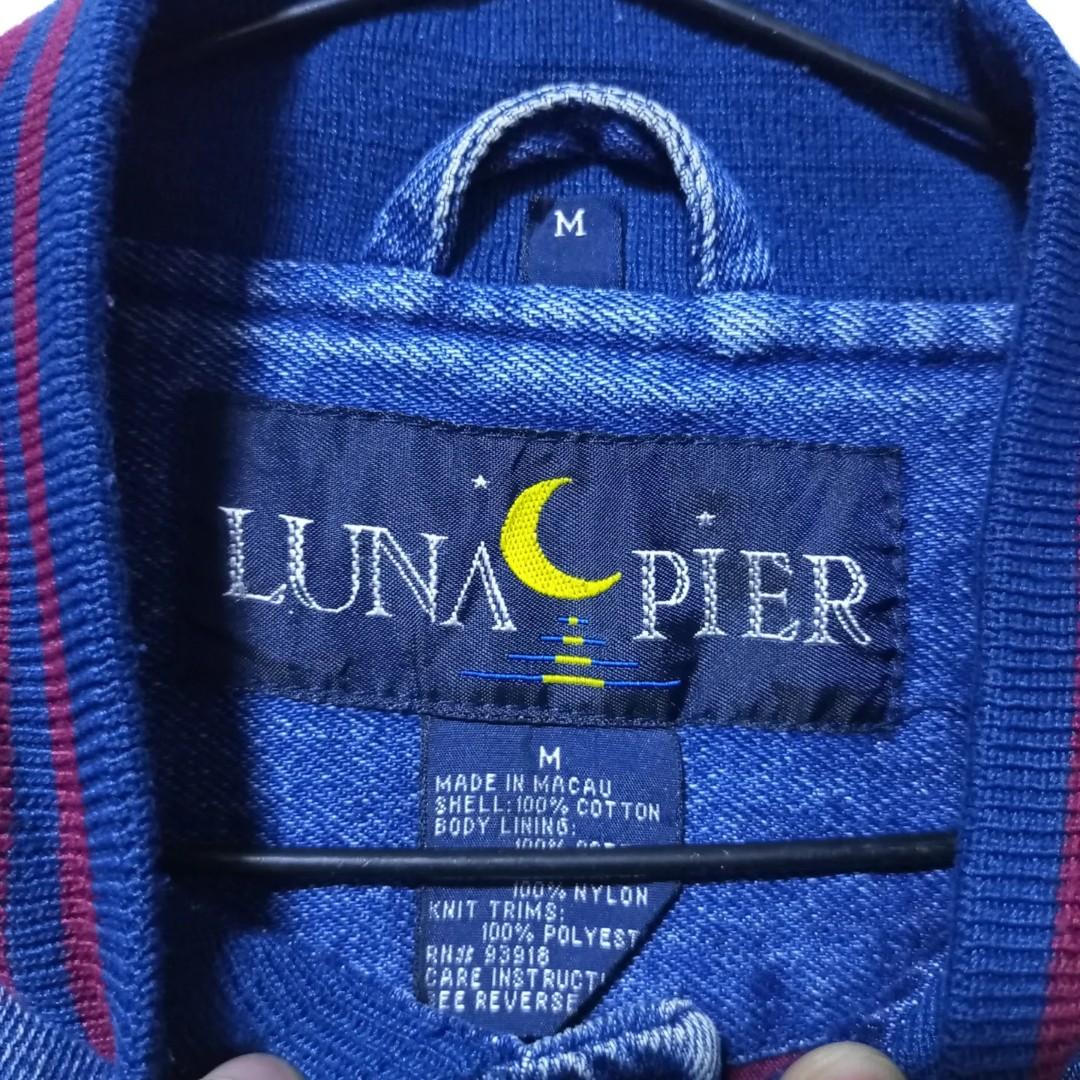 M
LUNA PIER
M
MADE IN MACAU
SHELL: 100% COTTON
BODY LINING:
100%
100% NYLON
KNIT TRIMS:
100% POLYEST
RN# 93918
CARE INSTRUCTI
EE REVERSE